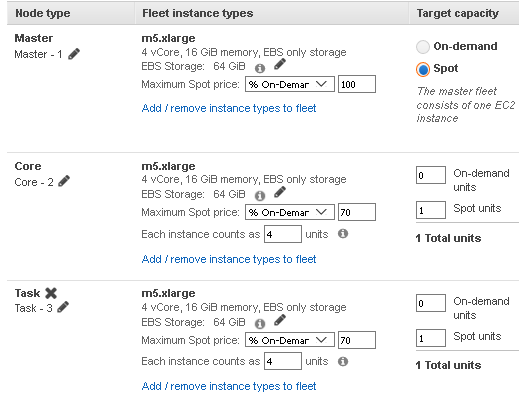 Node type Fleet instance types Target capacity
Master m5.xlarge
Master - 1 4 vCore, 16 GiB memory, EBS only storage On-demand
EBS Storage: 64 GiB Spot
Maximum Spot price: % On-Demar 100 The master fleet
Add / remove instance types to fleet consists of one EC2
instance
Core m5.xlarge
Core - 2 4 vCore, 16 GiB memory, EBS only storage 0 On-demand
EBS Storage: 64 GiB units
Maximum Spot price: % On-Demar 70 1 Spot units
Each instance counts as 4 units 1 Total units
Add / remove instance types to fleet
Task m5.xlarge
Task - 3 4 vCore, 16 GiB memory, EBS only storage 0 On-demand
EBS Storage: 64 GiB units
Maximum Spot price: % On-Demar 70 1 Spot units
Each instance counts as 4 units 1 Total units
Add / remove instance types to fleet